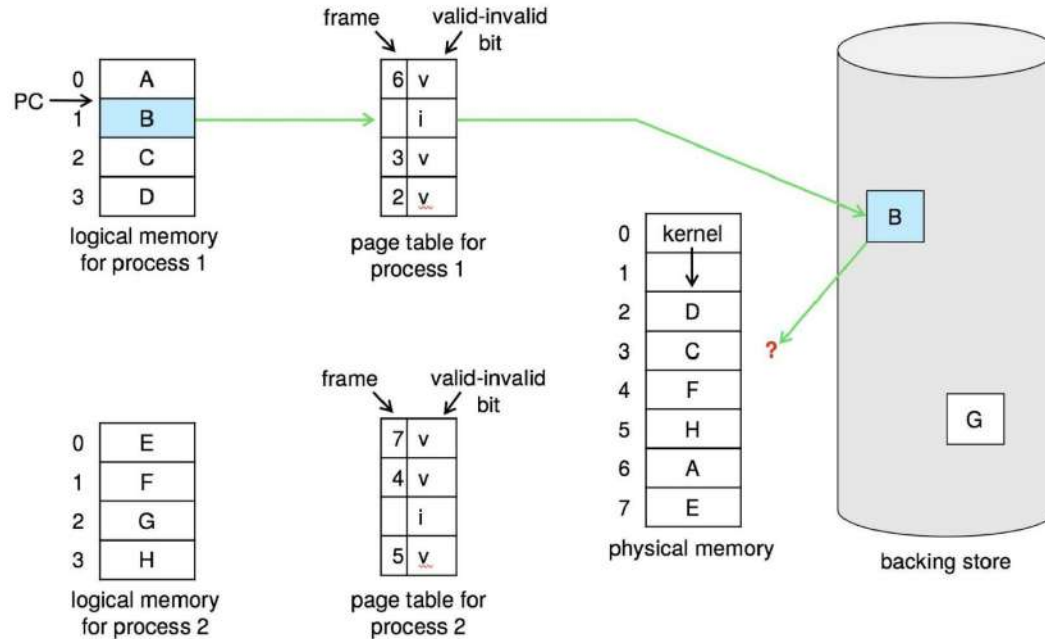 frame
valid-invalid
bit
0 A 6 v
PC
1 B i
2 C 3 v
3 D 2 v
logical memory
for process 1
page table for
process 1
B
0 kernel
1
2 D
3 C ?
4 F
5 H
6 A
7 E
physical memory
G
backing store
frame
valid-invalid
bit
0 E 7 v
1 F 4 v
2 G i
3 H 5 v
logical memory
for process 2
page table for
process 2